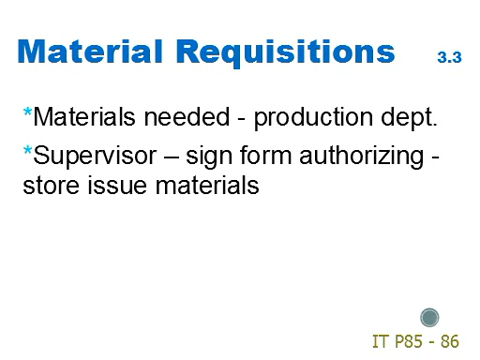 Material Requisitions 3.3
*Materials needed - production dept.
*Supervisor – sign form authorizing -
store issue materials
IT P85 - 86